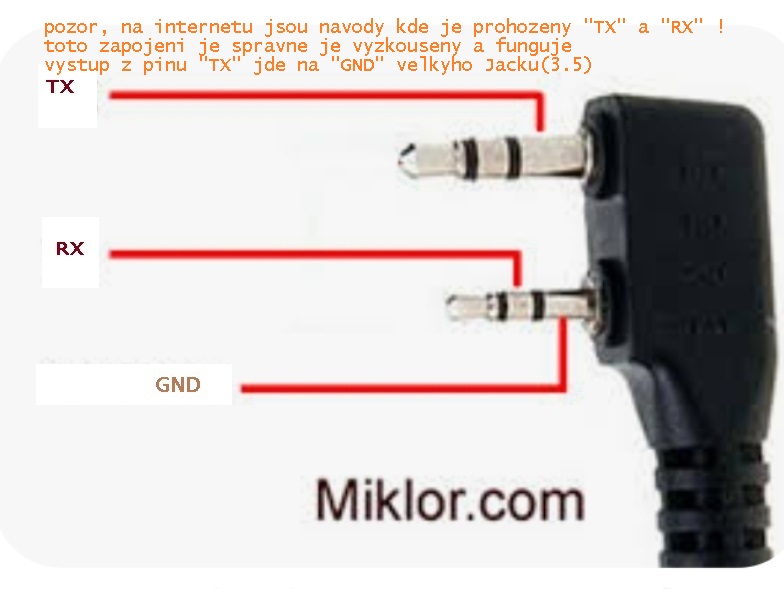 pozor, na internetu jsou navody kde je prohozeny "TX" a "RX" !
toto zapojeni je spravne je vyzkouseny a funguje
vystup z pinu "TX" jde na "GND" velkyho Jacku(3.5)
TX
RX
GND
Miklor.com